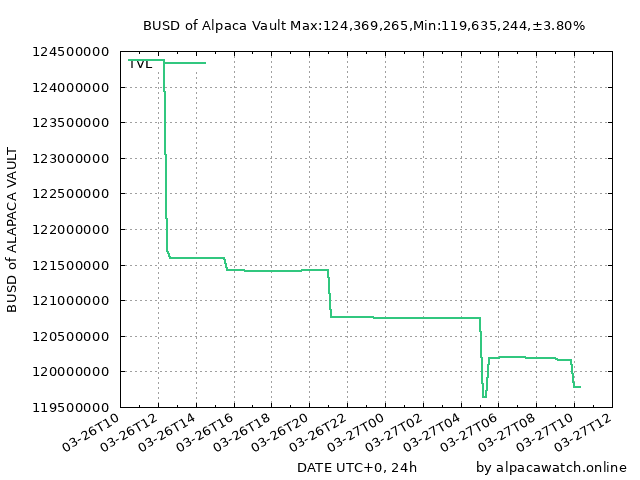 BUSD of Alpaca Vault Max:124,369,265,Min:119,635,244,±3.80%
124500000
TVL
124000000
123500000
123000000
122500000
122000000
121500000
121000000
120500000
120000000
119500000
BUSD of ALAPACA VAULT
03-26T10
03-26T12
03-26T14
03-26T16
03-26T18
03-26T20
03-26T22
03-27T00
03-27T02
03-27T04
03-27T06
03-27T08
03-27T10
03-27T12
DATE UTC+0, 24h
by alpacawatch.online